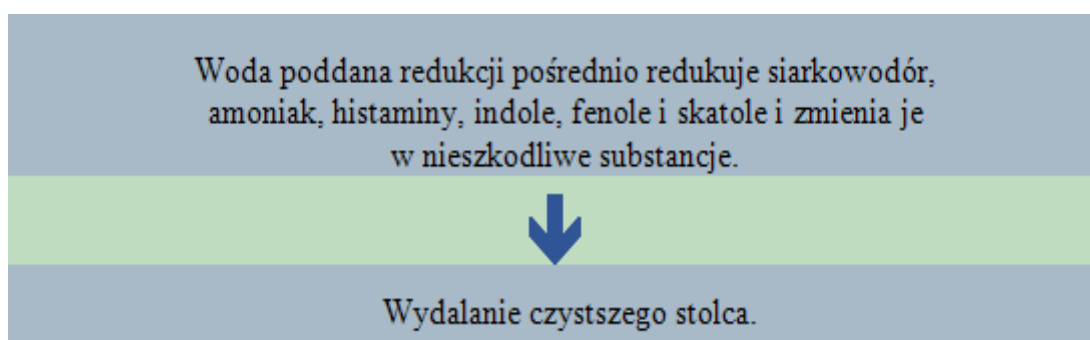 Woda poddana redukcji pośrednio redukuje siarkowodór,
amoniak, histaminy, indole, fenole i skatole i zmienia je
w nieszkodliwe substancje.
Wydalanie czystszego stolca.